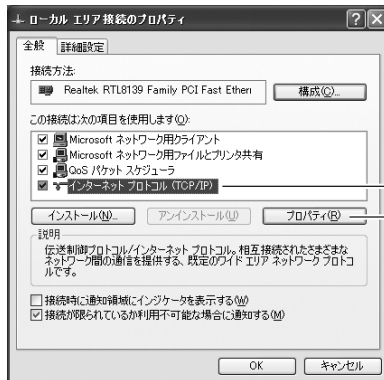 ローカル エリア接続のプロパティ
全般 詳細設定
接続方法:
Realtek RTL8139 Family PCI Fast Ether
構成(C)...
この接続は次の項目を使用します(O):
Microsoft ネットワーク用クライアント
Microsoft ネットワーク用ファイルとプリンタ共有
QoS パケット スケジューラ
インターネット プロトコル (TCP/IP)
インストール(N)... アンインストール(U) プロパティ(R)
説明
伝送制御プロトコル/インターネット プロトコル。相互接続されたさまざまな
ネットワーク間の通信を提供する、既定のワイド エリア ネットワーク プロトコ
ルです。
接続時に通知領域にインジケータを表示する(W)
接続が限られているか利用不可能な場合に通知する(M)
OK キャンセル